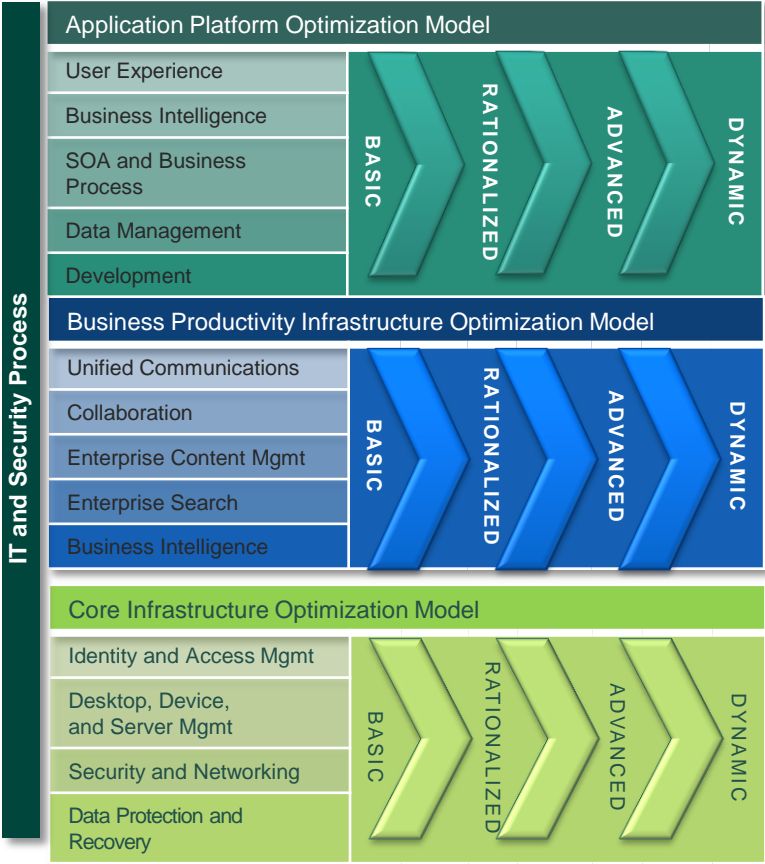 IT and Security Process
Application Platform Optimization Model
User Experience
Business Intelligence
SOA and Business
Process
Data Management
Development
BASIC
RATIONALIZED
ADVANCED
DYNAMIC
Business Productivity Infrastructure Optimization Model
Unified Communications
Collaboration
Enterprise Content Mgmt
Enterprise Search
Business Intelligence
BASIC
RATIONALIZED
ADVANCED
DYNAMIC
Core Infrastructure Optimization Model
Identity and Access Mgmt
Desktop, Device,
and Server Mgmt
Security and Networking
Data Protection and
Recovery
BASIC
RATIONALIZED
ADVANCED
DYNAMIC